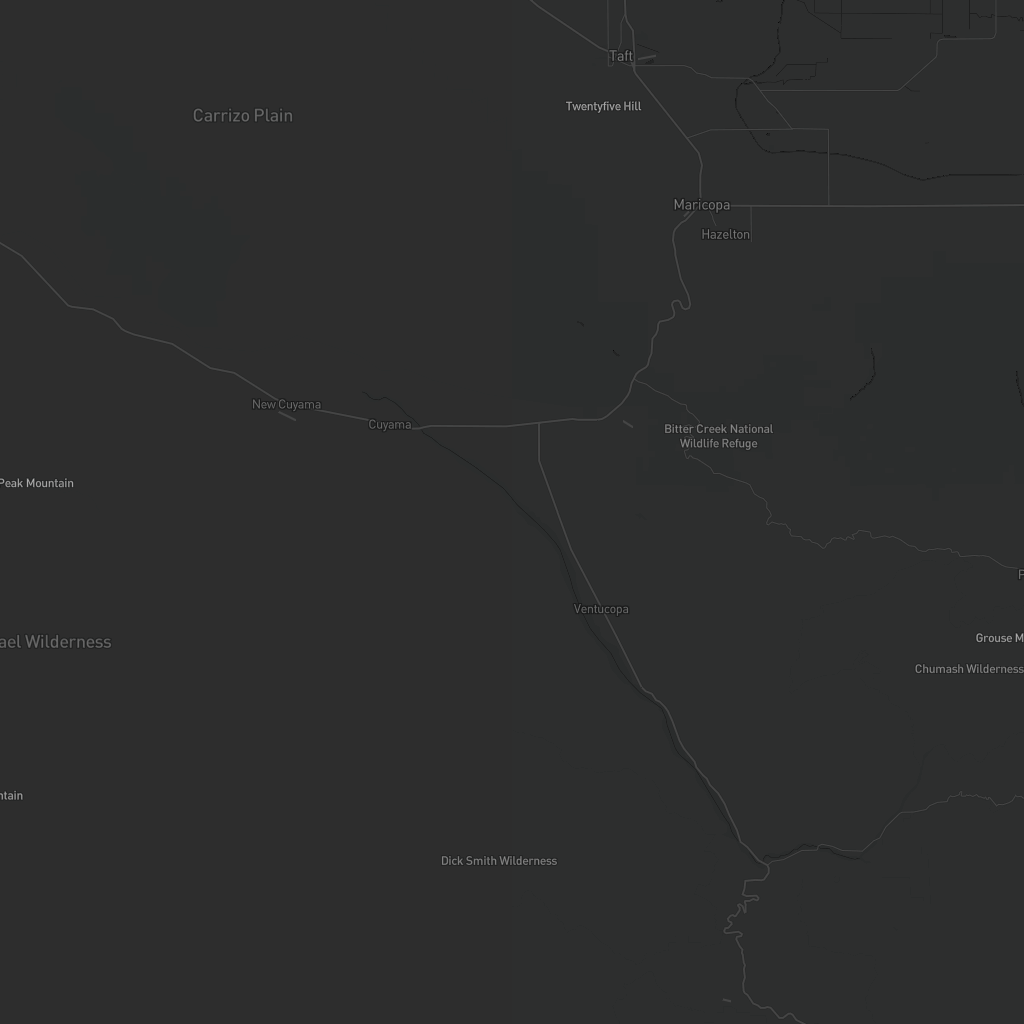 Taft
Twentyfive Hill
Carrizo Plain
Maricopa
Hazelton
New Cuyama
Cuyama
Bitter Creek National
Wildlife Refuge
Peak Mountain
Ventucopa
ael Wilderness
Grouse M
Chumash Wilderness
ntain
Dick Smith Wilderness